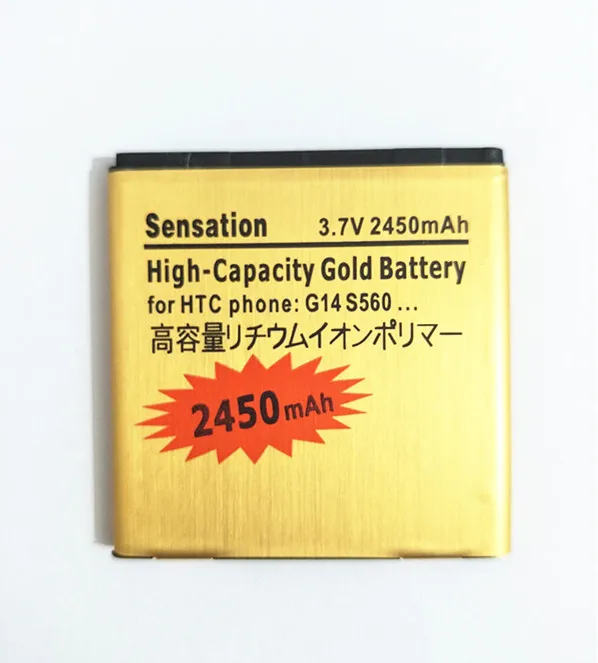 Sensation 3.7V 2450mAh
High-Capacity Gold Battery
for HTC phone: G14 S560 ...
高容量リチウムイオンポリマー
2450mAh